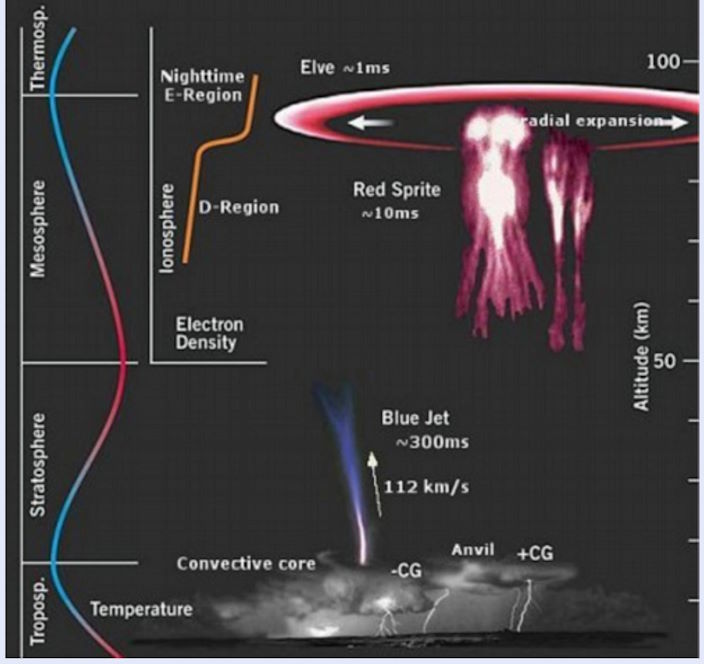 Thermosp.
Mesosphere
Stratosphere
Troposp.
Temperature
Nighttime
E-Region
D-Region
Ionosphere
Electron
Density
Elve ~1ms
radial expansion
Red Sprite
~10ms
Blue Jet
~300ms
112 km/s
Convective core
-CG
Anvil
+CG
100
50
Altitude (km)